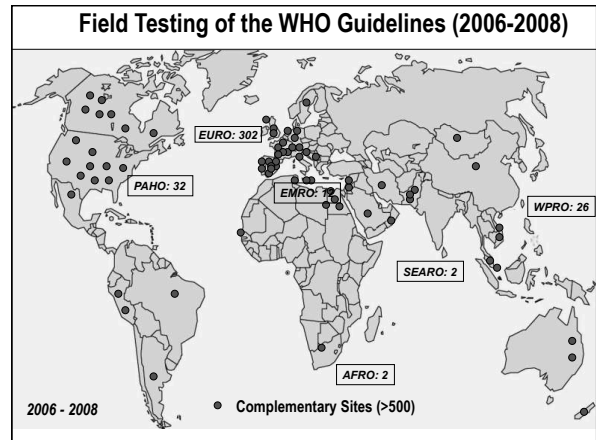 Field Testing of the WHO Guidelines (2006-2008)
EURO: 302
PAHO: 32
EMRO:
WPRO: 26
SEARO: 2
AFRO: 2
2006 - 2008
Complementary Sites (>500)